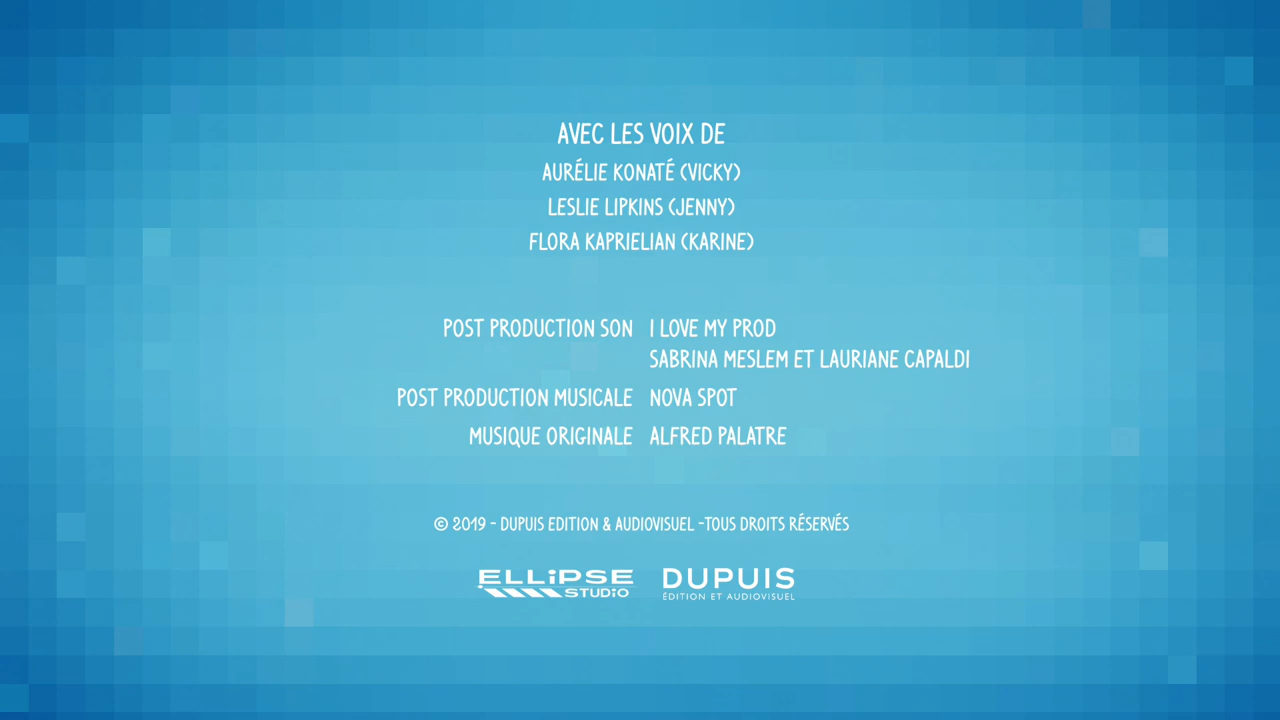 AVEC LES VOIX DE
AURÉLIE KONATÉ (VICKY)
LESLIE LIPKINS (JENNY)
FLORA KAPRIELIAN (KARINE)
POST PRODUCTION SON I LOVE MY PROD
SABRINA MESLEM ET LAURIANE CAPALDI
POST PRODUCTION MUSICALE NOVA SPOT
MUSIQUE ORIGINALE ALFRED PALATRE
© 2019 - DUPUIS EDITION & AUDIOVISUEL -TOUS DROITS RÉSERVÉS
ELLiPSE STUDiO
DUPUIS
ÉDITION ET AUDIOVISUEL